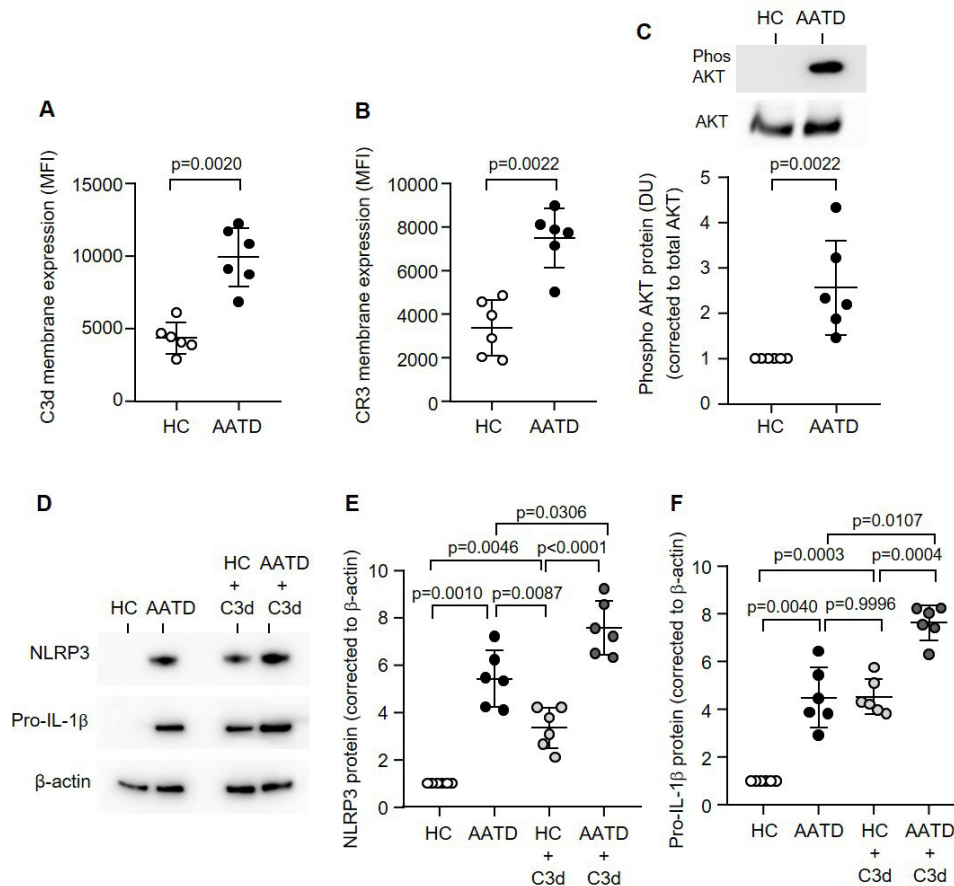 A
C3d membrane expression (MFI)
p=0.0020
15000
10000
5000
0
HC AATD
B
CR3 membrane expression (MFI)
p=0.0022
10000
8000
6000
4000
2000
0
HC AATD
C
HC AATD
Phos
AKT
AKT
Phospho AKT protein (DU)
(corrected to total AKT)
p=0.0022
5
4
3
2
1
0
HC AATD
D
HC AATD
HC
+
C3d
AATD
+
C3d
NLRP3
Pro-IL-1β
β-actin
E
NLRP3 protein (corrected to β-actin)
p=0.0306
p=0.0046 p<0.0001
p=0.0010 p=0.0087
10
8
6
4
2
0
HC AATD HC AATD
+ +
C3d C3d
F
Pro-IL-1β protein (corrected to β-actin)
p=0.0107
p=0.0003 p=0.0004
p=0.0040 p=0.9996
10
8
6
4
2
0
HC AATD HC AATD
+ +
C3d C3d